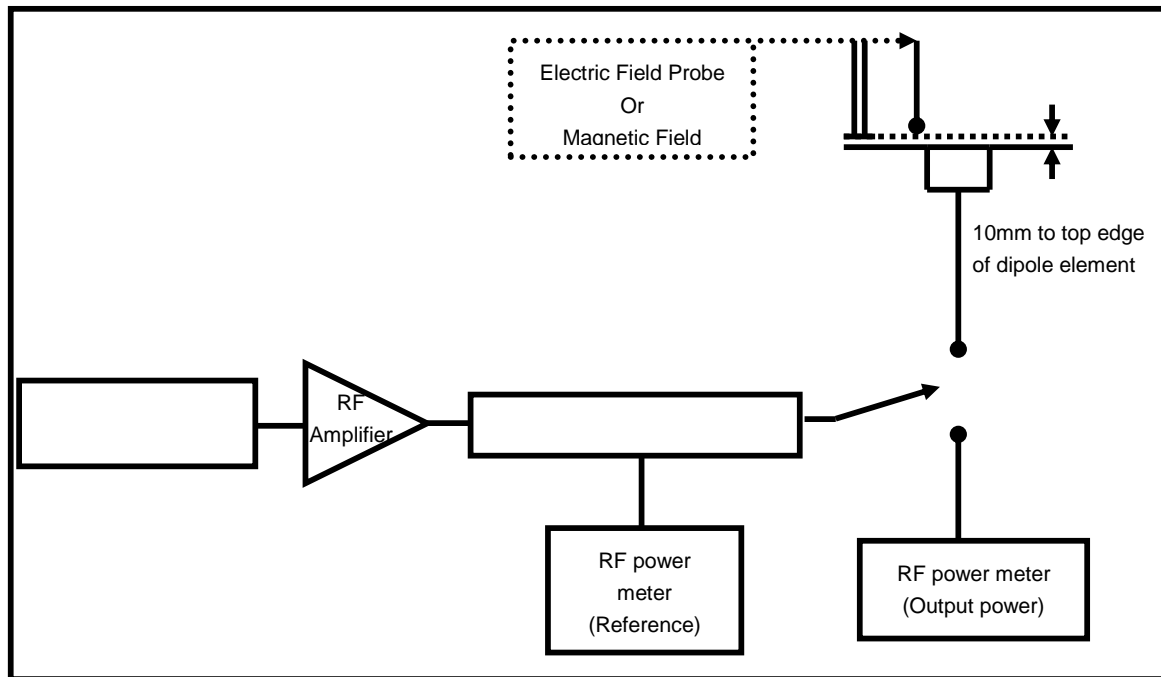 Electric Field Probe
Or
Magnetic Field
10mm to top edge
of dipole element
RF
Amplifier
RF power
meter
(Reference)
RF power meter
(Output power)